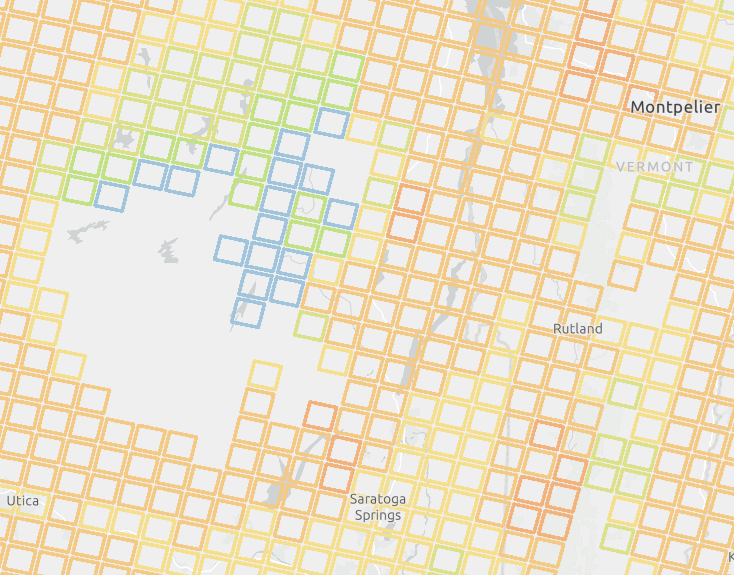 Montpelier
VERMONT
Rutland
Utica
Saratoga
Springs
K